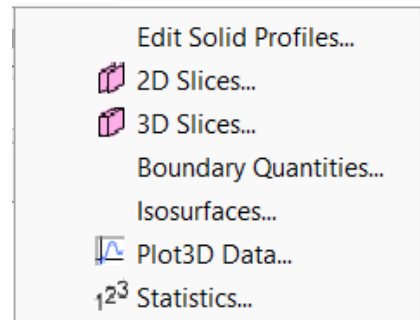 Edit Solid Profiles...
2D Slices...
3D Slices...
Boundary Quantities...
Isosurfaces...
Plot3D Data...
123 Statistics...